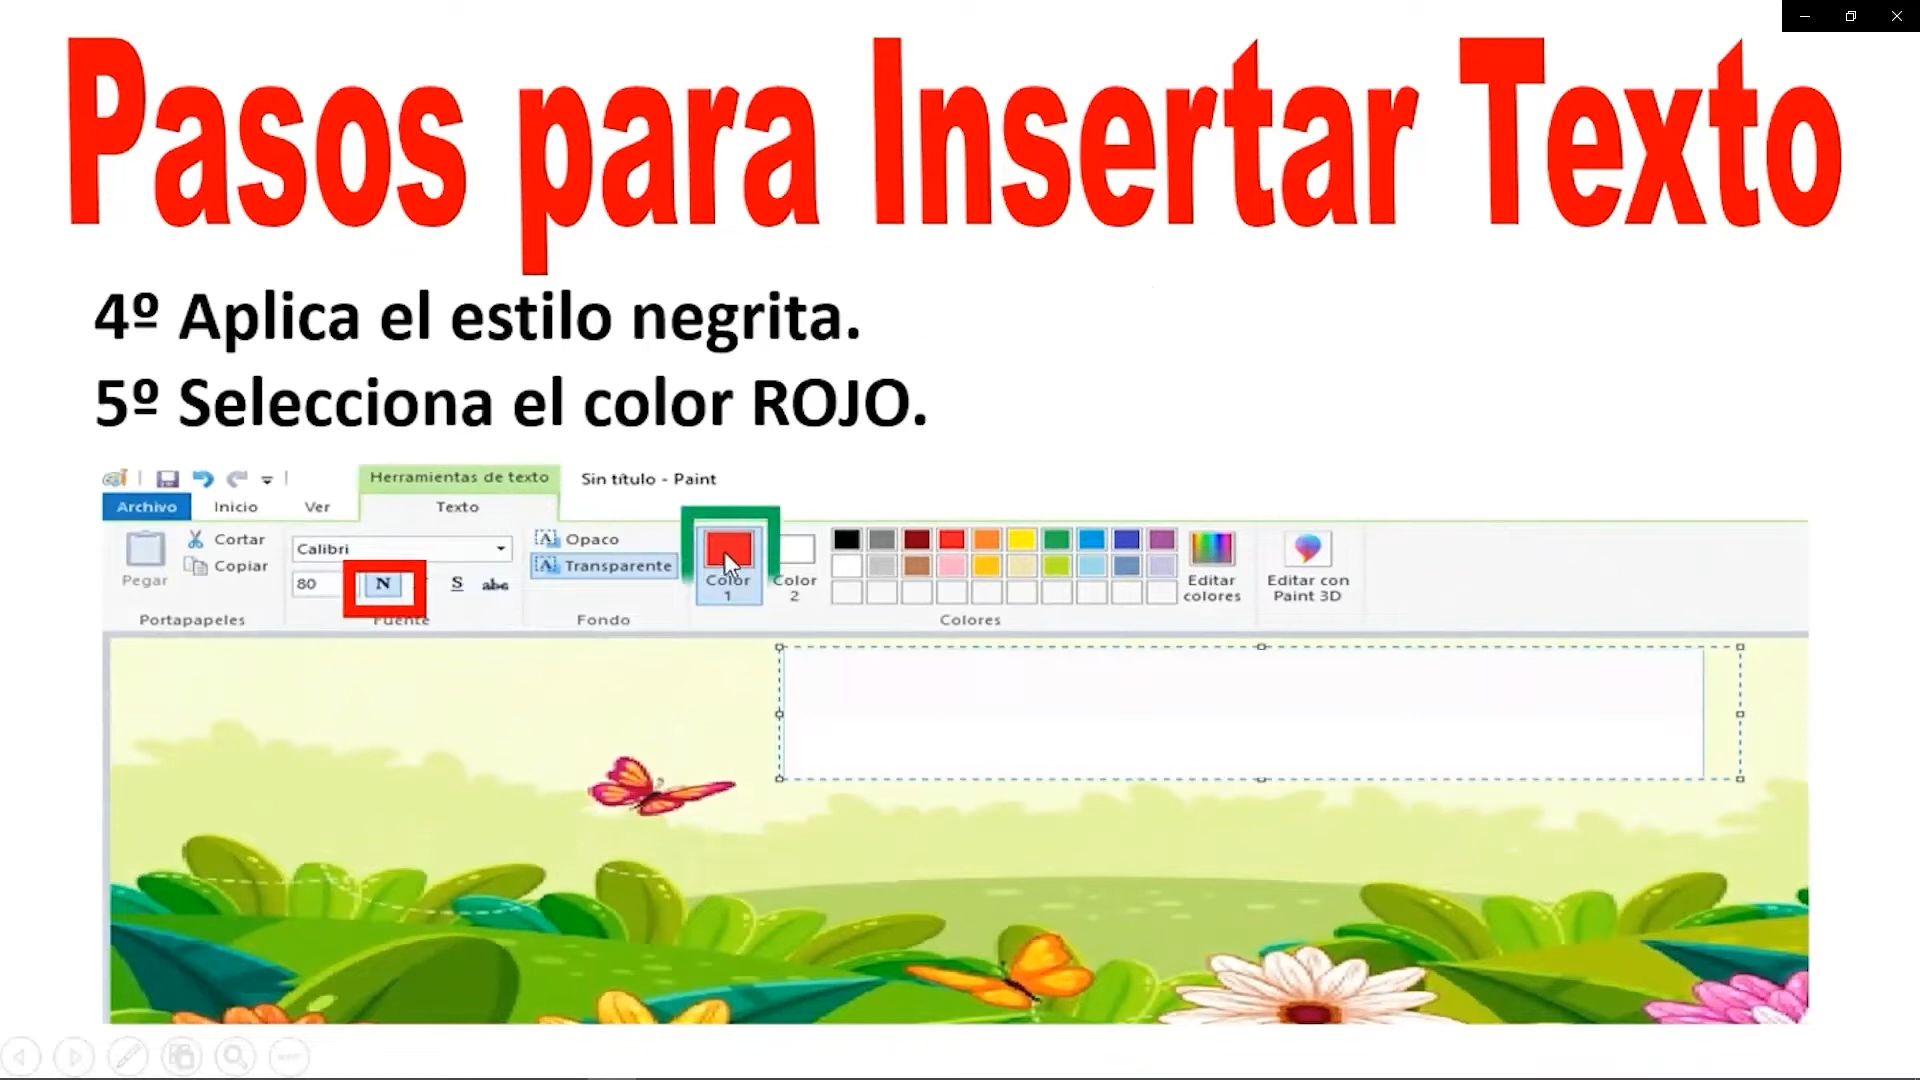 Pasos para Insertar Texto
4º Aplica el estilo negrita.
5º Selecciona el color ROJO.
Herramientas de texto Sin título - Paint
Archivo Inicio Ver Texto
Cortar Calibri Opaco
Copiar Transparente
Pegar 80 N S abc Color 1 Color 2 Editar colores Editar con Paint 3D
Portapapeles Fuente Fondo Colores